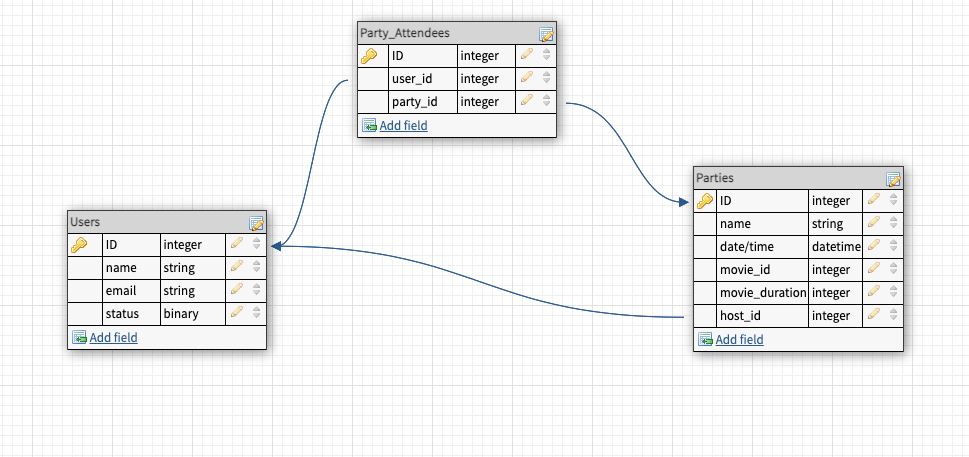 Party_Attendees
ID integer
user_id integer
party_id integer
Add field
Parties
ID integer
name string
date/time datetime
movie_id integer
movie_duration integer
host_id integer
Add field
Users
ID integer
name string
email string
status binary
Add field